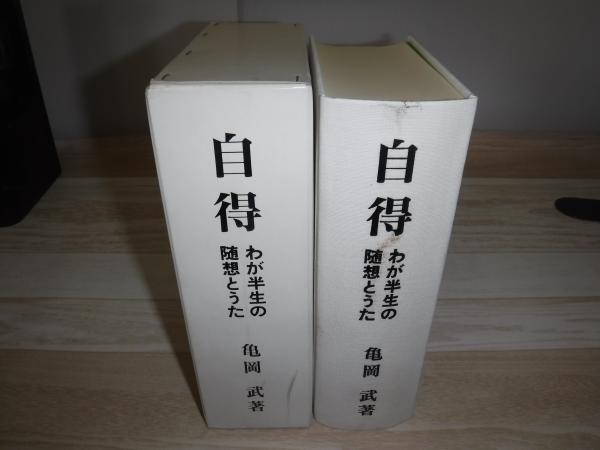 自得
わが半生の
随想とうた
亀岡 武著
自得
わが半生の
随想とうた
亀岡 武著